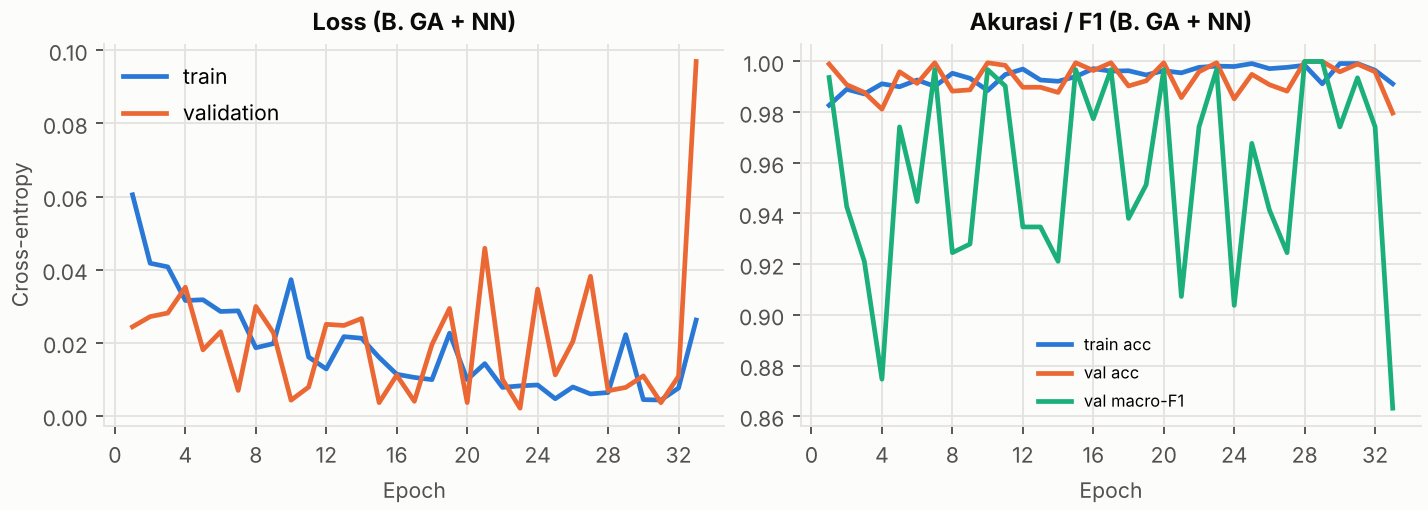 Loss (B. GA + NN)
0.10
0.08
0.06
0.04
0.02
0.00
Cross-entropy
train
validation
0 4 8 12 16 20 24 28 32
Epoch
Akurasi / F1 (B. GA + NN)
1.00
0.98
0.96
0.94
0.92
0.90
0.88
0.86
train acc
val acc
val macro-F1
0 4 8 12 16 20 24 28 32
Epoch